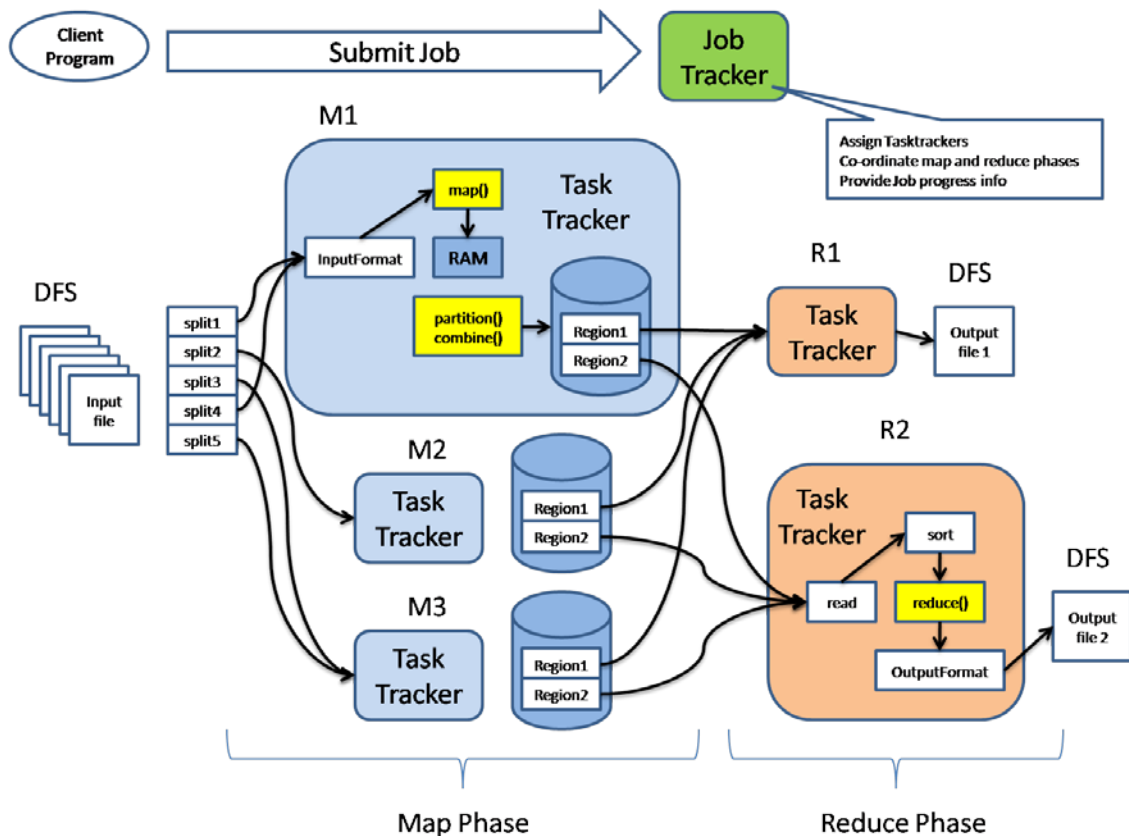 Client
Program
Submit Job
Job
Tracker
Assign Tasktrackers
Co-ordinate map and reduce phases
Provide Job progress info
M1
Task
Tracker
map()
InputFormat
RAM
partition()
combine()
Region1
Region2
DFS
Input
file
split1
split2
split3
split4
split5
M2
Task
Tracker
Region1
Region2
M3
Task
Tracker
Region1
Region2
R1
Task
Tracker
DFS
Output
file 1
R2
Task
Tracker
sort
read
reduce()
OutputFormat
DFS
Output
file 2
Map Phase
Reduce Phase